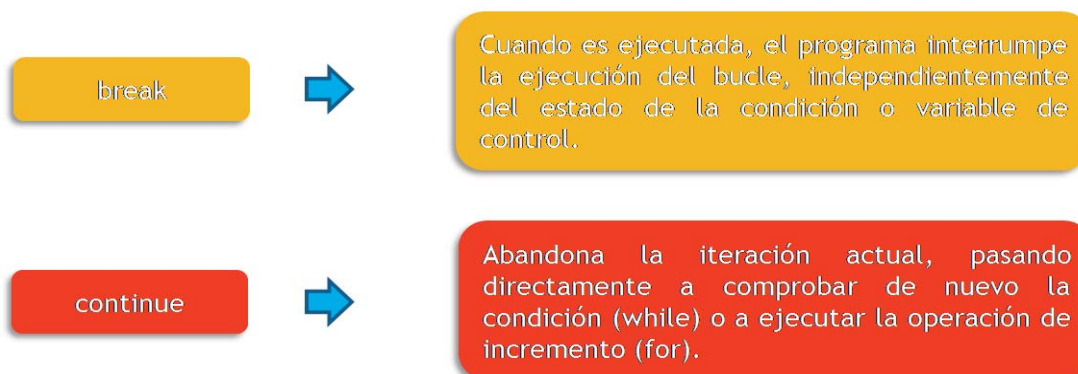 break
Cuando es ejecutada, el programa interrumpe
la ejecución del bucle, independientemente
del estado de la condición o variable de
control.
continue
Abandona la iteración actual, pasando
directamente a comprobar de nuevo la
condición (while) o a ejecutar la operación de
incremento (for).